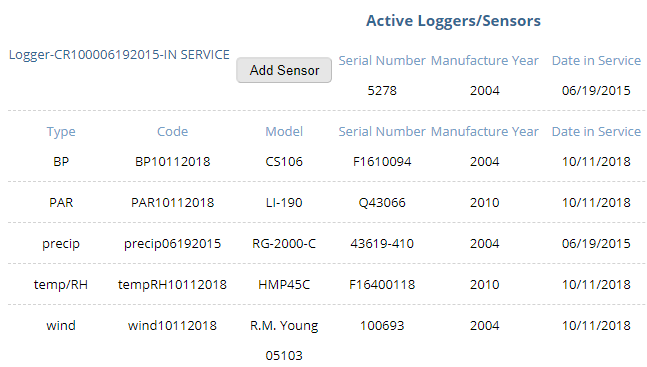 Active Loggers/Sensors
Logger-CR100006192015-IN SERVICE Add Sensor Serial Number Manufacture Year Date in Service
5278 2004 06/19/2015
Type Code Model Serial Number Manufacture Year Date in Service
BP BP10112018 CS106 F1610094 2004 10/11/2018
PAR PAR10112018 LI-190 Q43066 2010 10/11/2018
precip precip06192015 RG-2000-C 43619-410 2004 06/19/2015
temp/RH tempRH10112018 HMP45C F16400118 2010 10/11/2018
wind wind10112018 R.M. Young 100693 2004 10/11/2018
05103